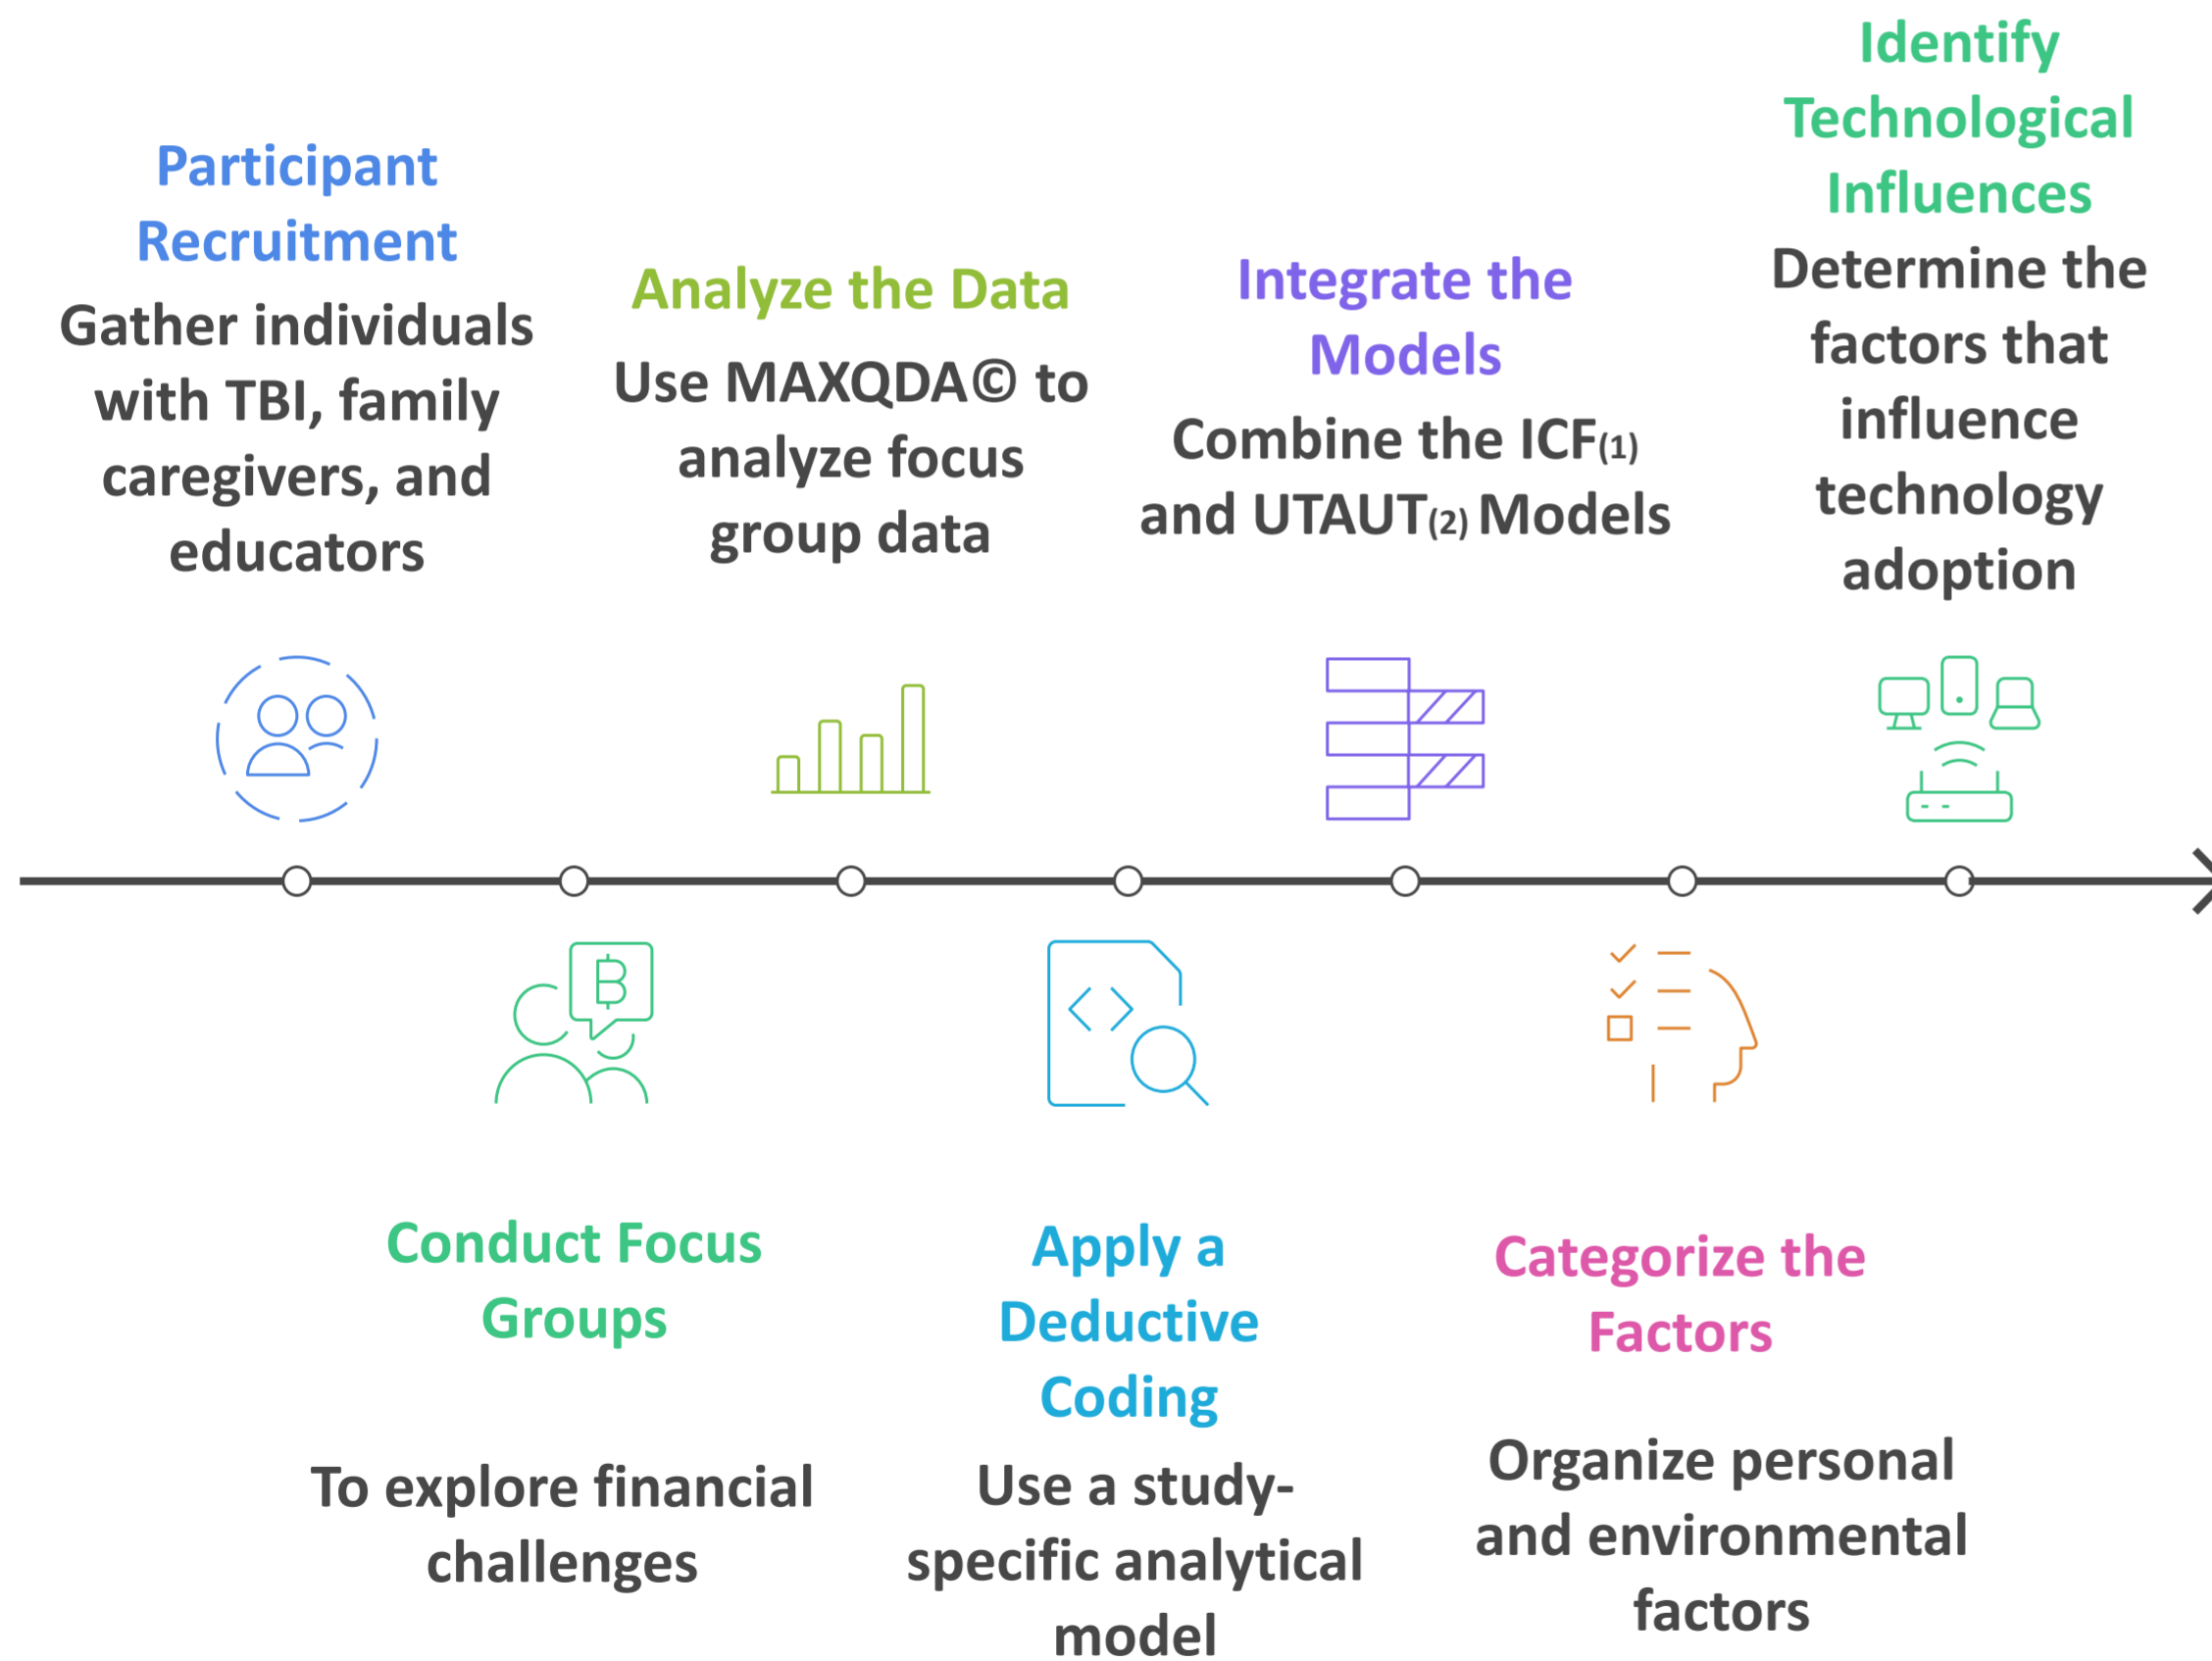 Participant
Recruitment
Gather individuals
with TBI, family
caregivers, and
educators
Conduct Focus
Groups
To explore financial
challenges
Analyze the Data
Use MAXQDA© to
analyze focus
group data
Apply a
Deductive
Coding
Use a study-
specific analytical
model
Integrate the
Models
Combine the ICF(1)
and UTAUT(2) Models
Categorize the
Factors
Organize personal
and environmental
factors
Identify
Technological
Influences
Determine the
factors that
influence
technology
adoption